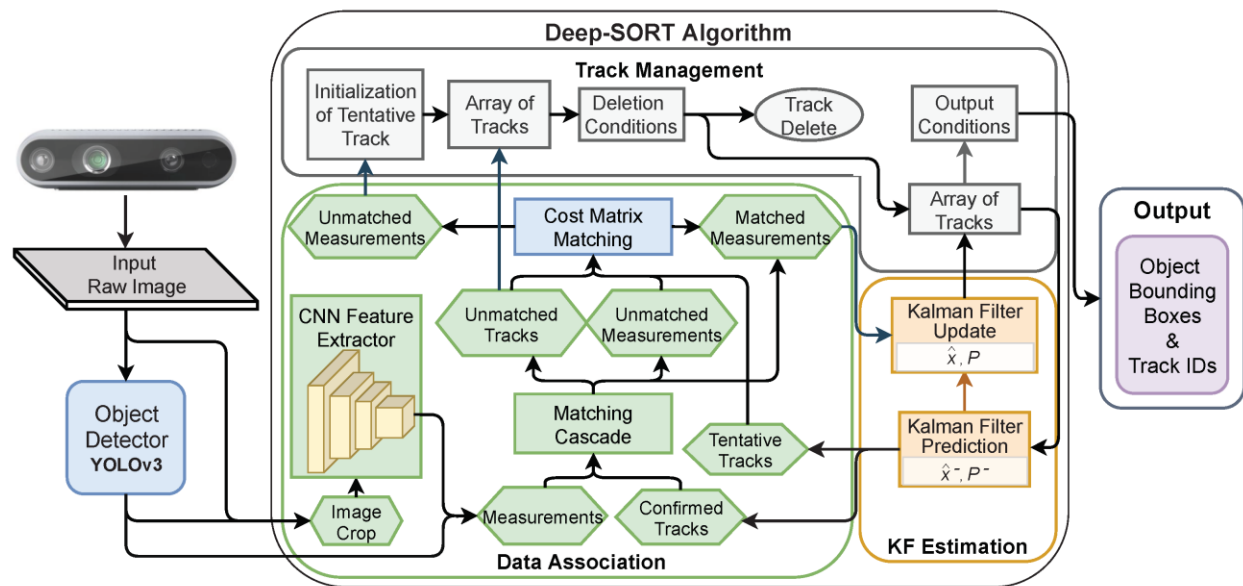 Deep-SORT Algorithm
Track Management
Initialization
of Tentative
Track
Array of
Tracks
Deletion
Conditions
Track
Delete
Output
Conditions
Array of
Tracks
Input
Raw Image
Object
Detector
YOLOv3
Unmatched
Measurements
Cost Matrix
Matching
Matched
Measurements
CNN Feature
Extractor
Unmatched
Tracks
Unmatched
Measurements
Matching
Cascade
Tentative
Tracks
Image
Crop
Measurements
Confirmed
Tracks
Data Association
Kalman Filter
Update
x̂, P
Kalman Filter
Prediction
x̂⁻, P⁻
KF Estimation
Output
Object
Bounding
Boxes
&
Track IDs